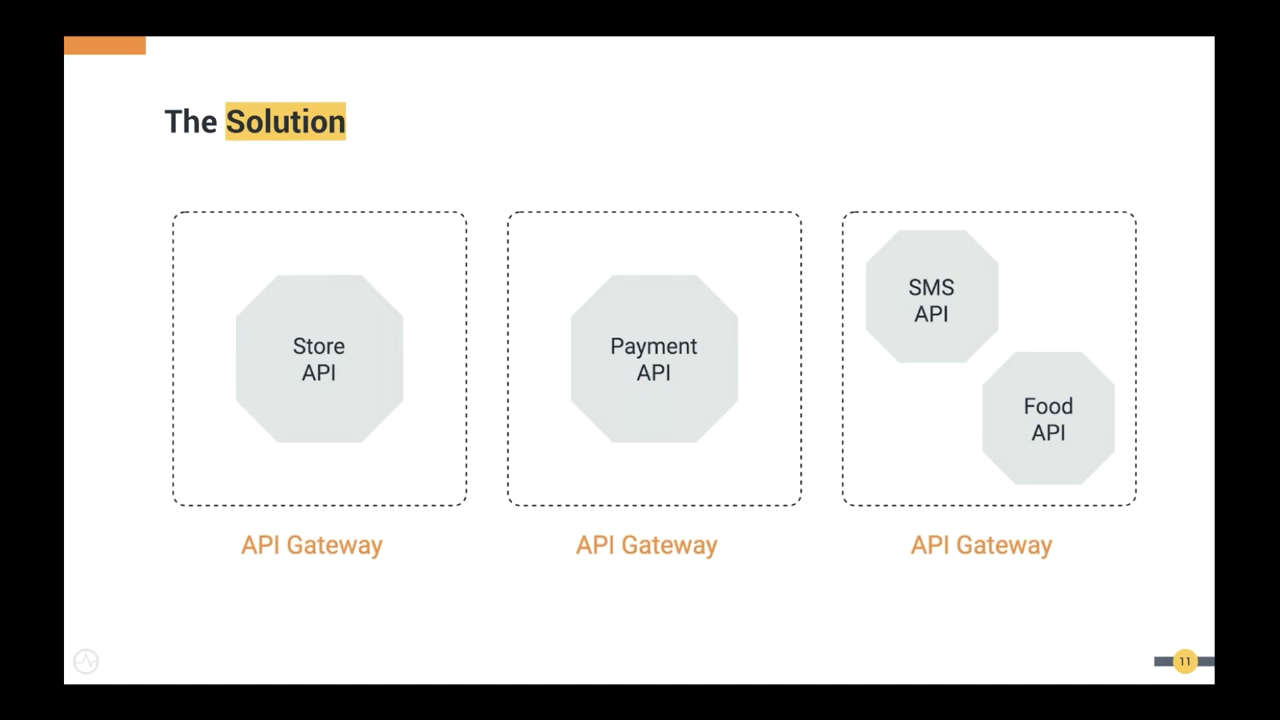 The Solution
Store
API
Payment
API
SMS
API
Food
API
API Gateway
API Gateway
API Gateway
11